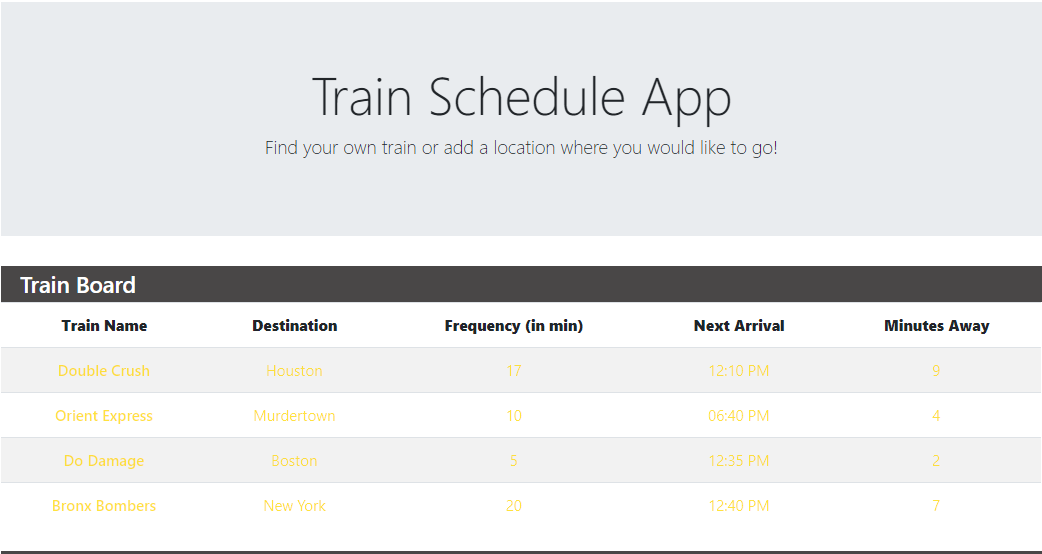 Train Schedule App
Find your own train or add a location where you would like to go!
Train Board
Train Name Destination Frequency (in min) Next Arrival Minutes Away
Double Crush Houston 17 12:10 PM 9
Orient Express Murdertown 10 06:40 PM 4
Do Damage Boston 5 12:35 PM 2
Bronx Bombers New York 20 12:40 PM 7